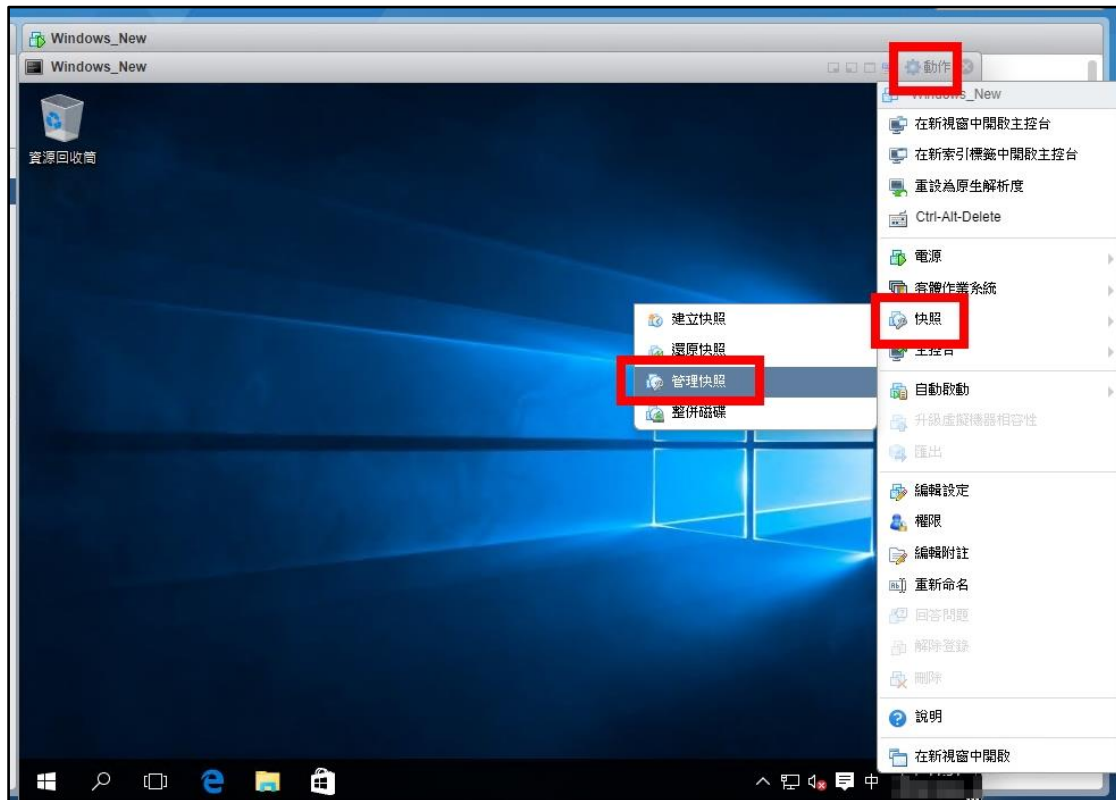 Windows_New
Windows_New
動作
Windows_New
資源回收筒
在新視窗中開啟主控台
在新索引標籤中開啟主控台
重設為原生解析度
Ctrl-Alt-Delete
電源
客體作業系統
快照
主控台
自動啟動
升級虛擬機器相容性
匯出
編輯設定
權限
編輯附註
重新命名
回答問題
解除登錄
刪除
說明
在新視窗中開啟
建立快照
還原快照
管理快照
整併磁碟
中